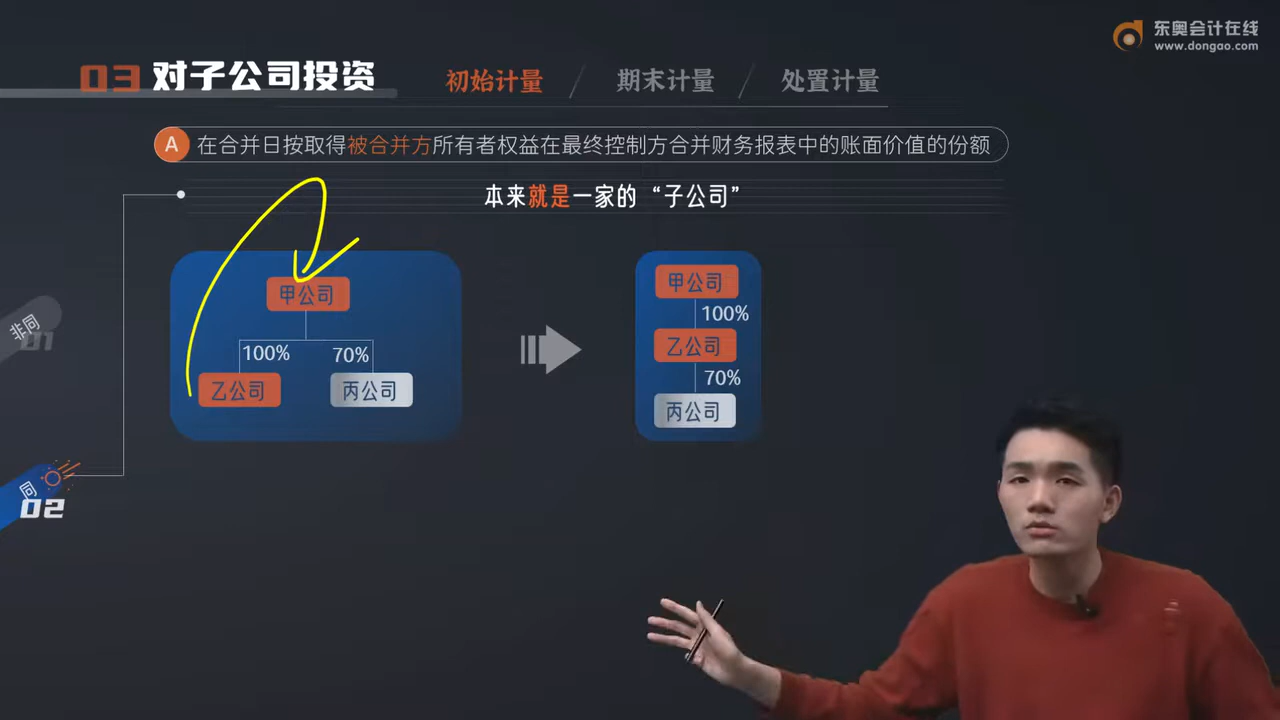 东奥会计在线
www.dongao.com
03 对子公司投资
初始计量 / 期末计量 / 处置计量
A 在合并日按取得被合并方所有者权益在最终控制方合并财务报表中的账面价值的份额
本来就是一家的“子公司”
甲公司
100% 70%
乙公司 丙公司
甲公司
100%
乙公司
70%
丙公司
非同
01
同
02